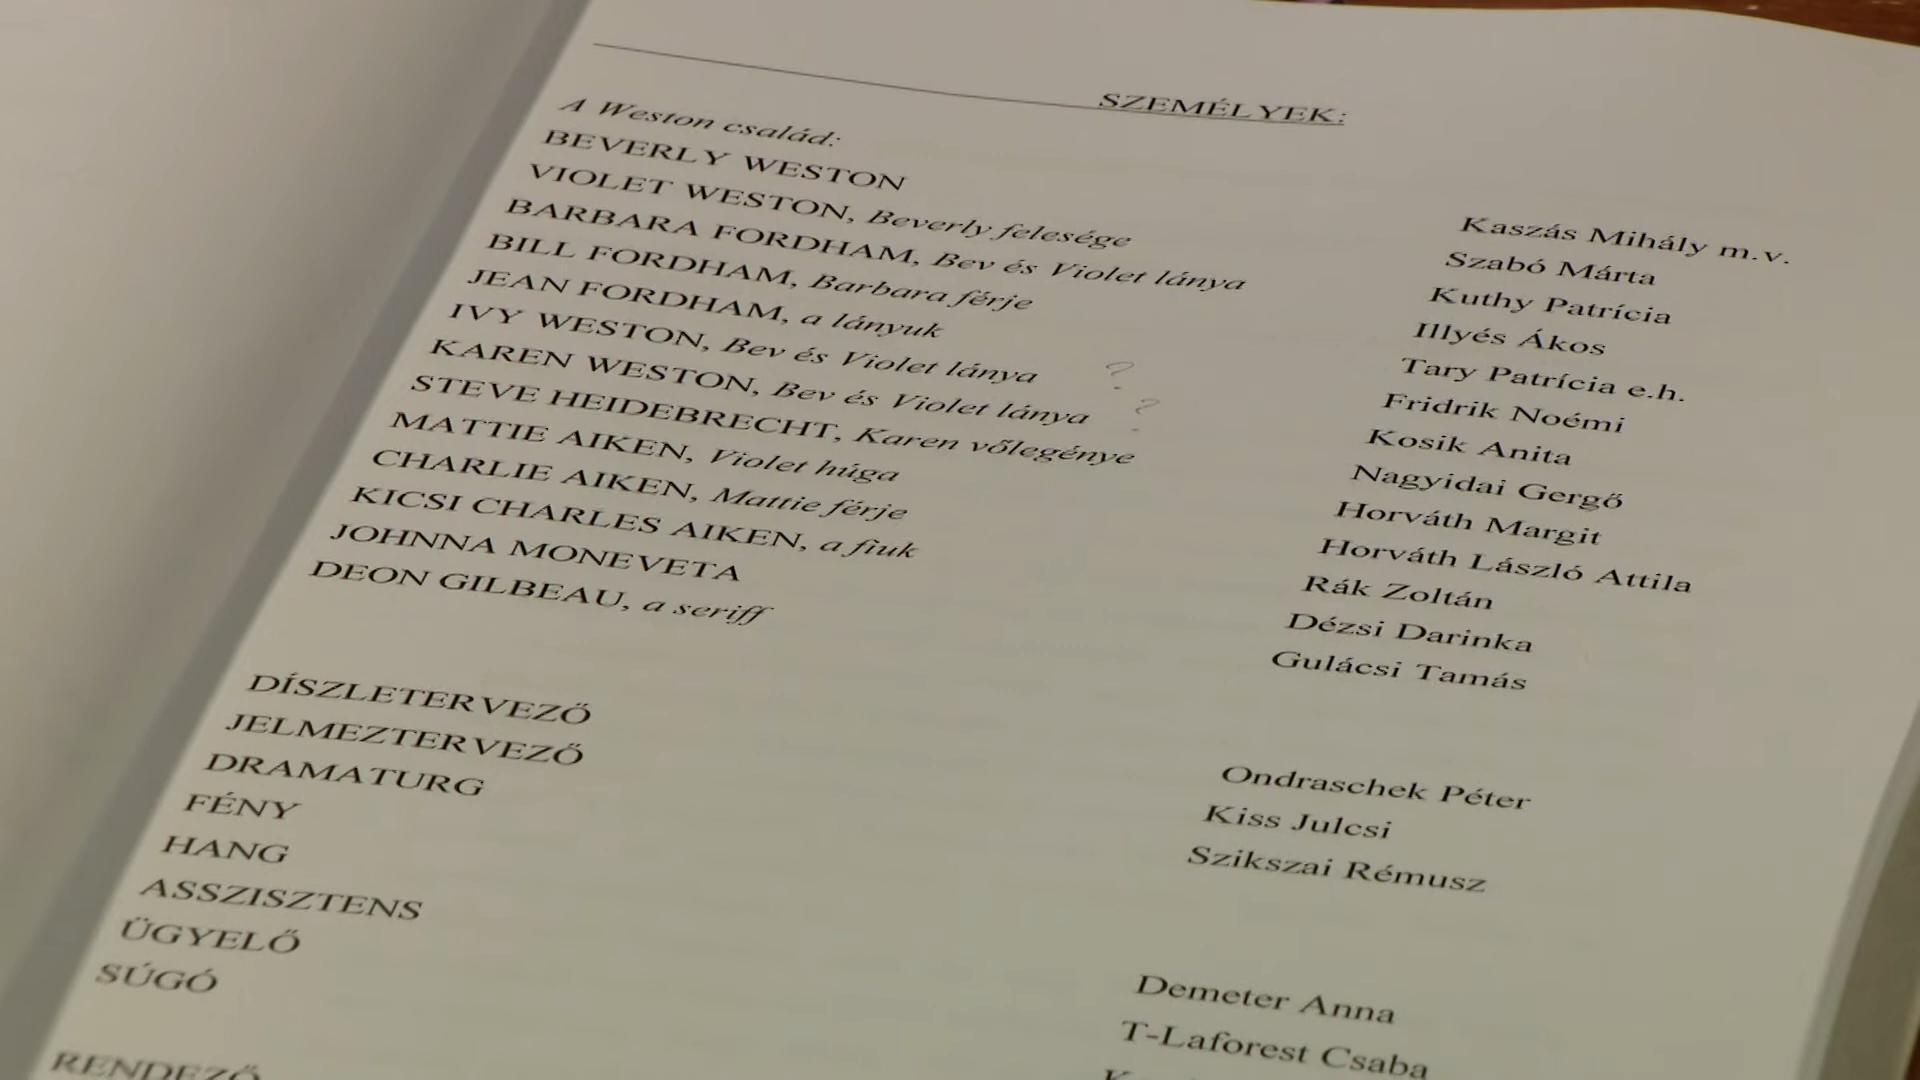 SZEMÉLYEK:
A Weston család:
BEVERLY WESTON Kaszás Mihály m.v.
VIOLET WESTON, Beverly felesége Szabó Márta
BARBARA FORDHAM, Bev és Violet lánya Kuthy Patrícia
BILL FORDHAM, Barbara férje Illyés Ákos
JEAN FORDHAM, a lányuk Tary Patrícia e.h.
IVY WESTON, Bev és Violet lánya ? Fridrik Noémi
KAREN WESTON, Bev és Violet lánya ? Kosik Anita
STEVE HEIDEBRECHT, Karen vőlegénye Nagyidai Gergő
MATTIE AIKEN, Violet húga Horváth Margit
CHARLIE AIKEN, Mattie férje Horváth László Attila
KICSI CHARLES AIKEN, a fiuk Rák Zoltán
JOHNNA MONEVETA Dézsi Darinka
DEON GILBEAU, a seriff Gulácsi Tamás
DÍSZLETERVEZŐ Ondraschek Péter
JELMEZTERVEZŐ Kiss Julcsi
DRAMATURG Szikszai Rémusz
FÉNY
HANG
ASSZISZTENS Demeter Anna
ÜGYELŐ T-Laforest Csaba
SÚGÓ
RENDEZŐ